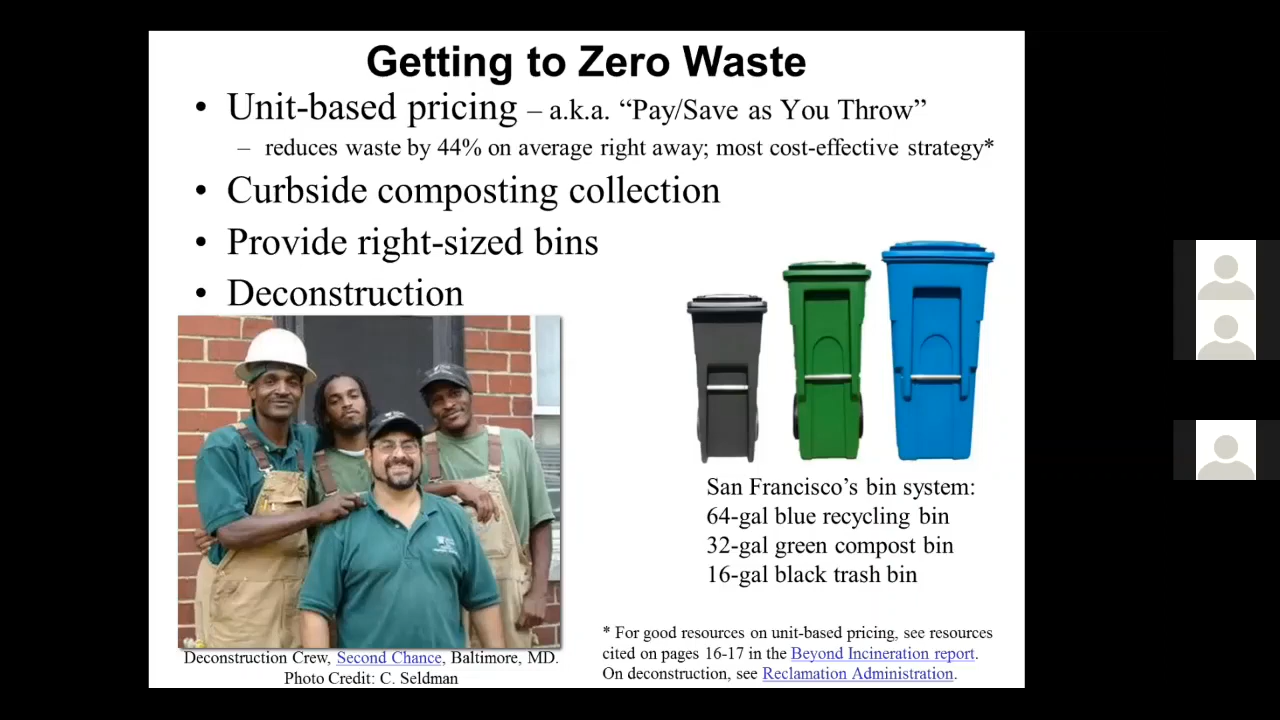 Getting to Zero Waste
• Unit-based pricing – a.k.a. “Pay/Save as You Throw”
– reduces waste by 44% on average right away; most cost-effective strategy*
• Curbside composting collection
• Provide right-sized bins
• Deconstruction
San Francisco’s bin system:
64-gal blue recycling bin
32-gal green compost bin
16-gal black trash bin
Deconstruction Crew, Second Chance, Baltimore, MD.
Photo Credit: C. Seldman
* For good resources on unit-based pricing, see resources
cited on pages 16-17 in the Beyond Incineration report.
On deconstruction, see Reclamation Administration.